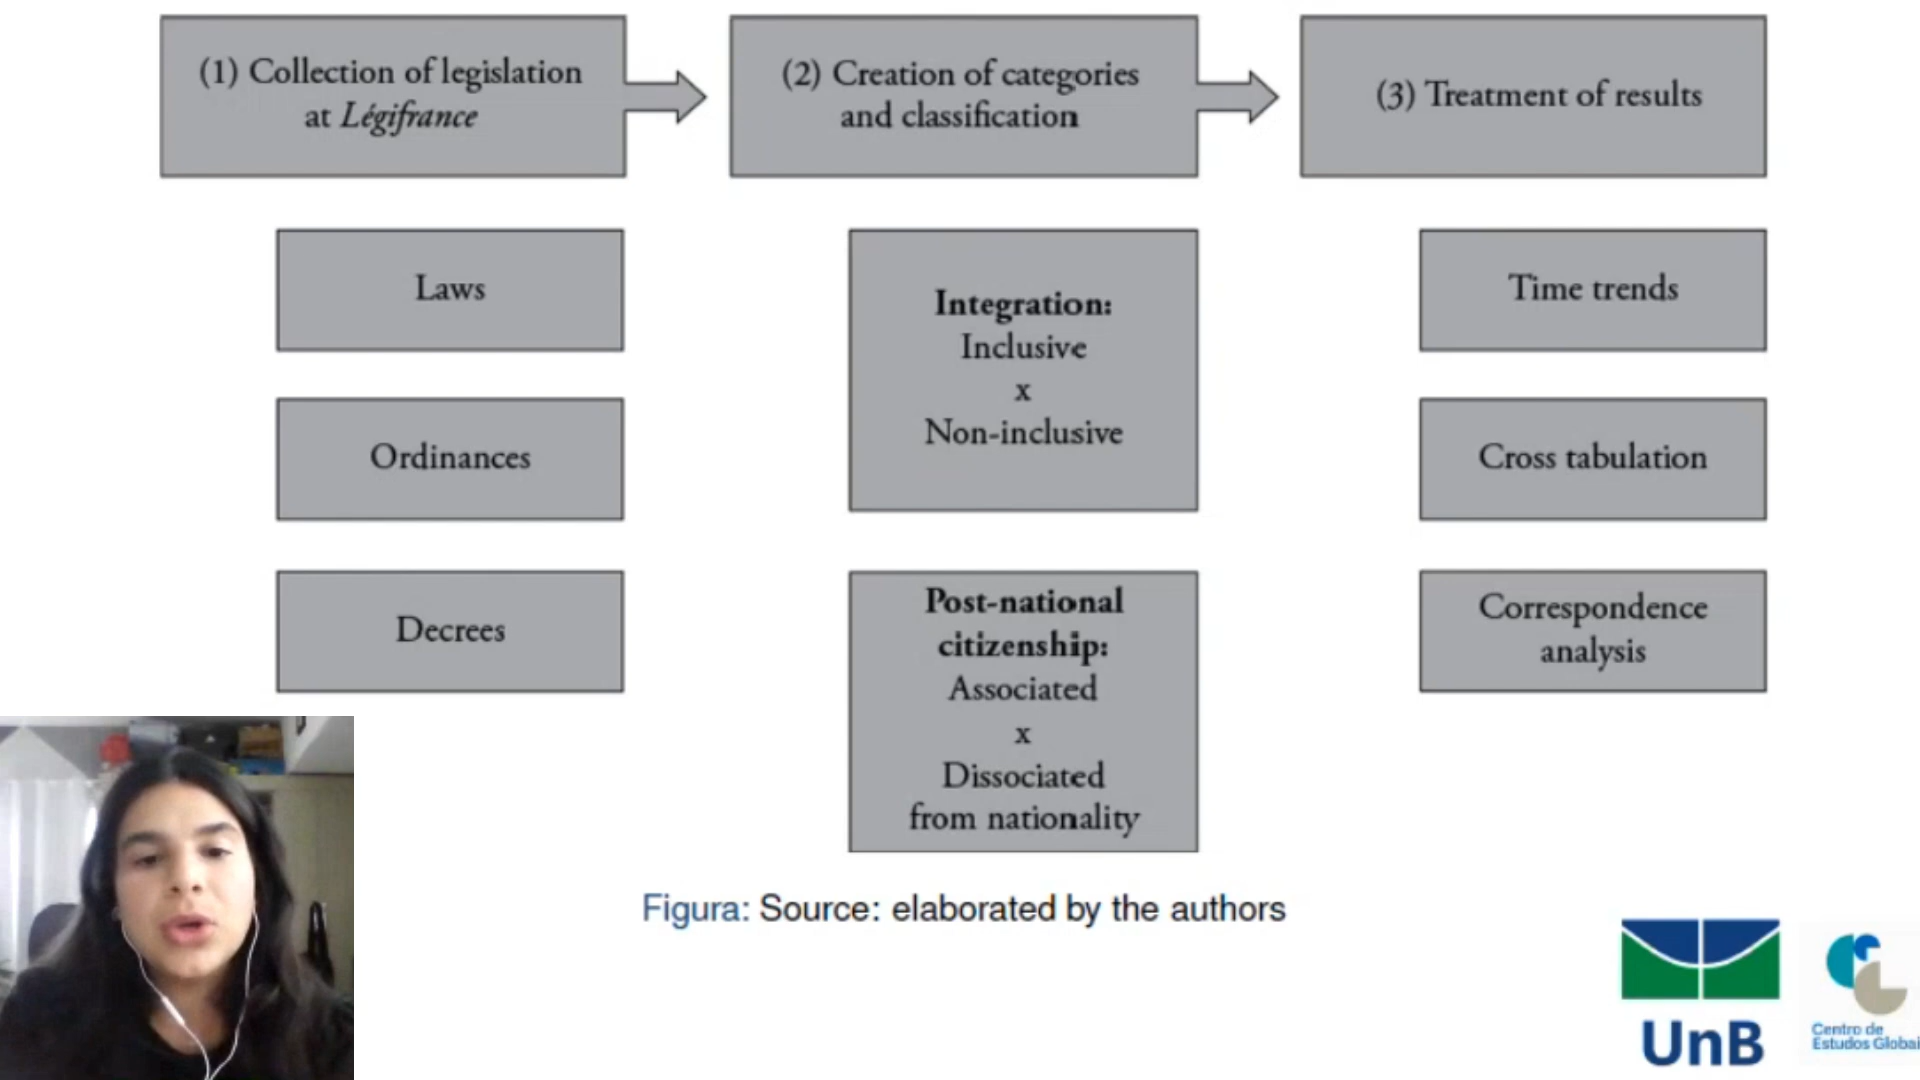 (1) Collection of legislation
at Légifrance
(2) Creation of categories
and classification
(3) Treatment of results
Laws
Ordinances
Decrees
Integration:
Inclusive
x
Non-inclusive
Post-national
citizenship:
Associated
x
Dissociated
from nationality
Time trends
Cross tabulation
Correspondence
analysis
Figura: Source: elaborated by the authors
UnB
Centro de
Estudos Globai